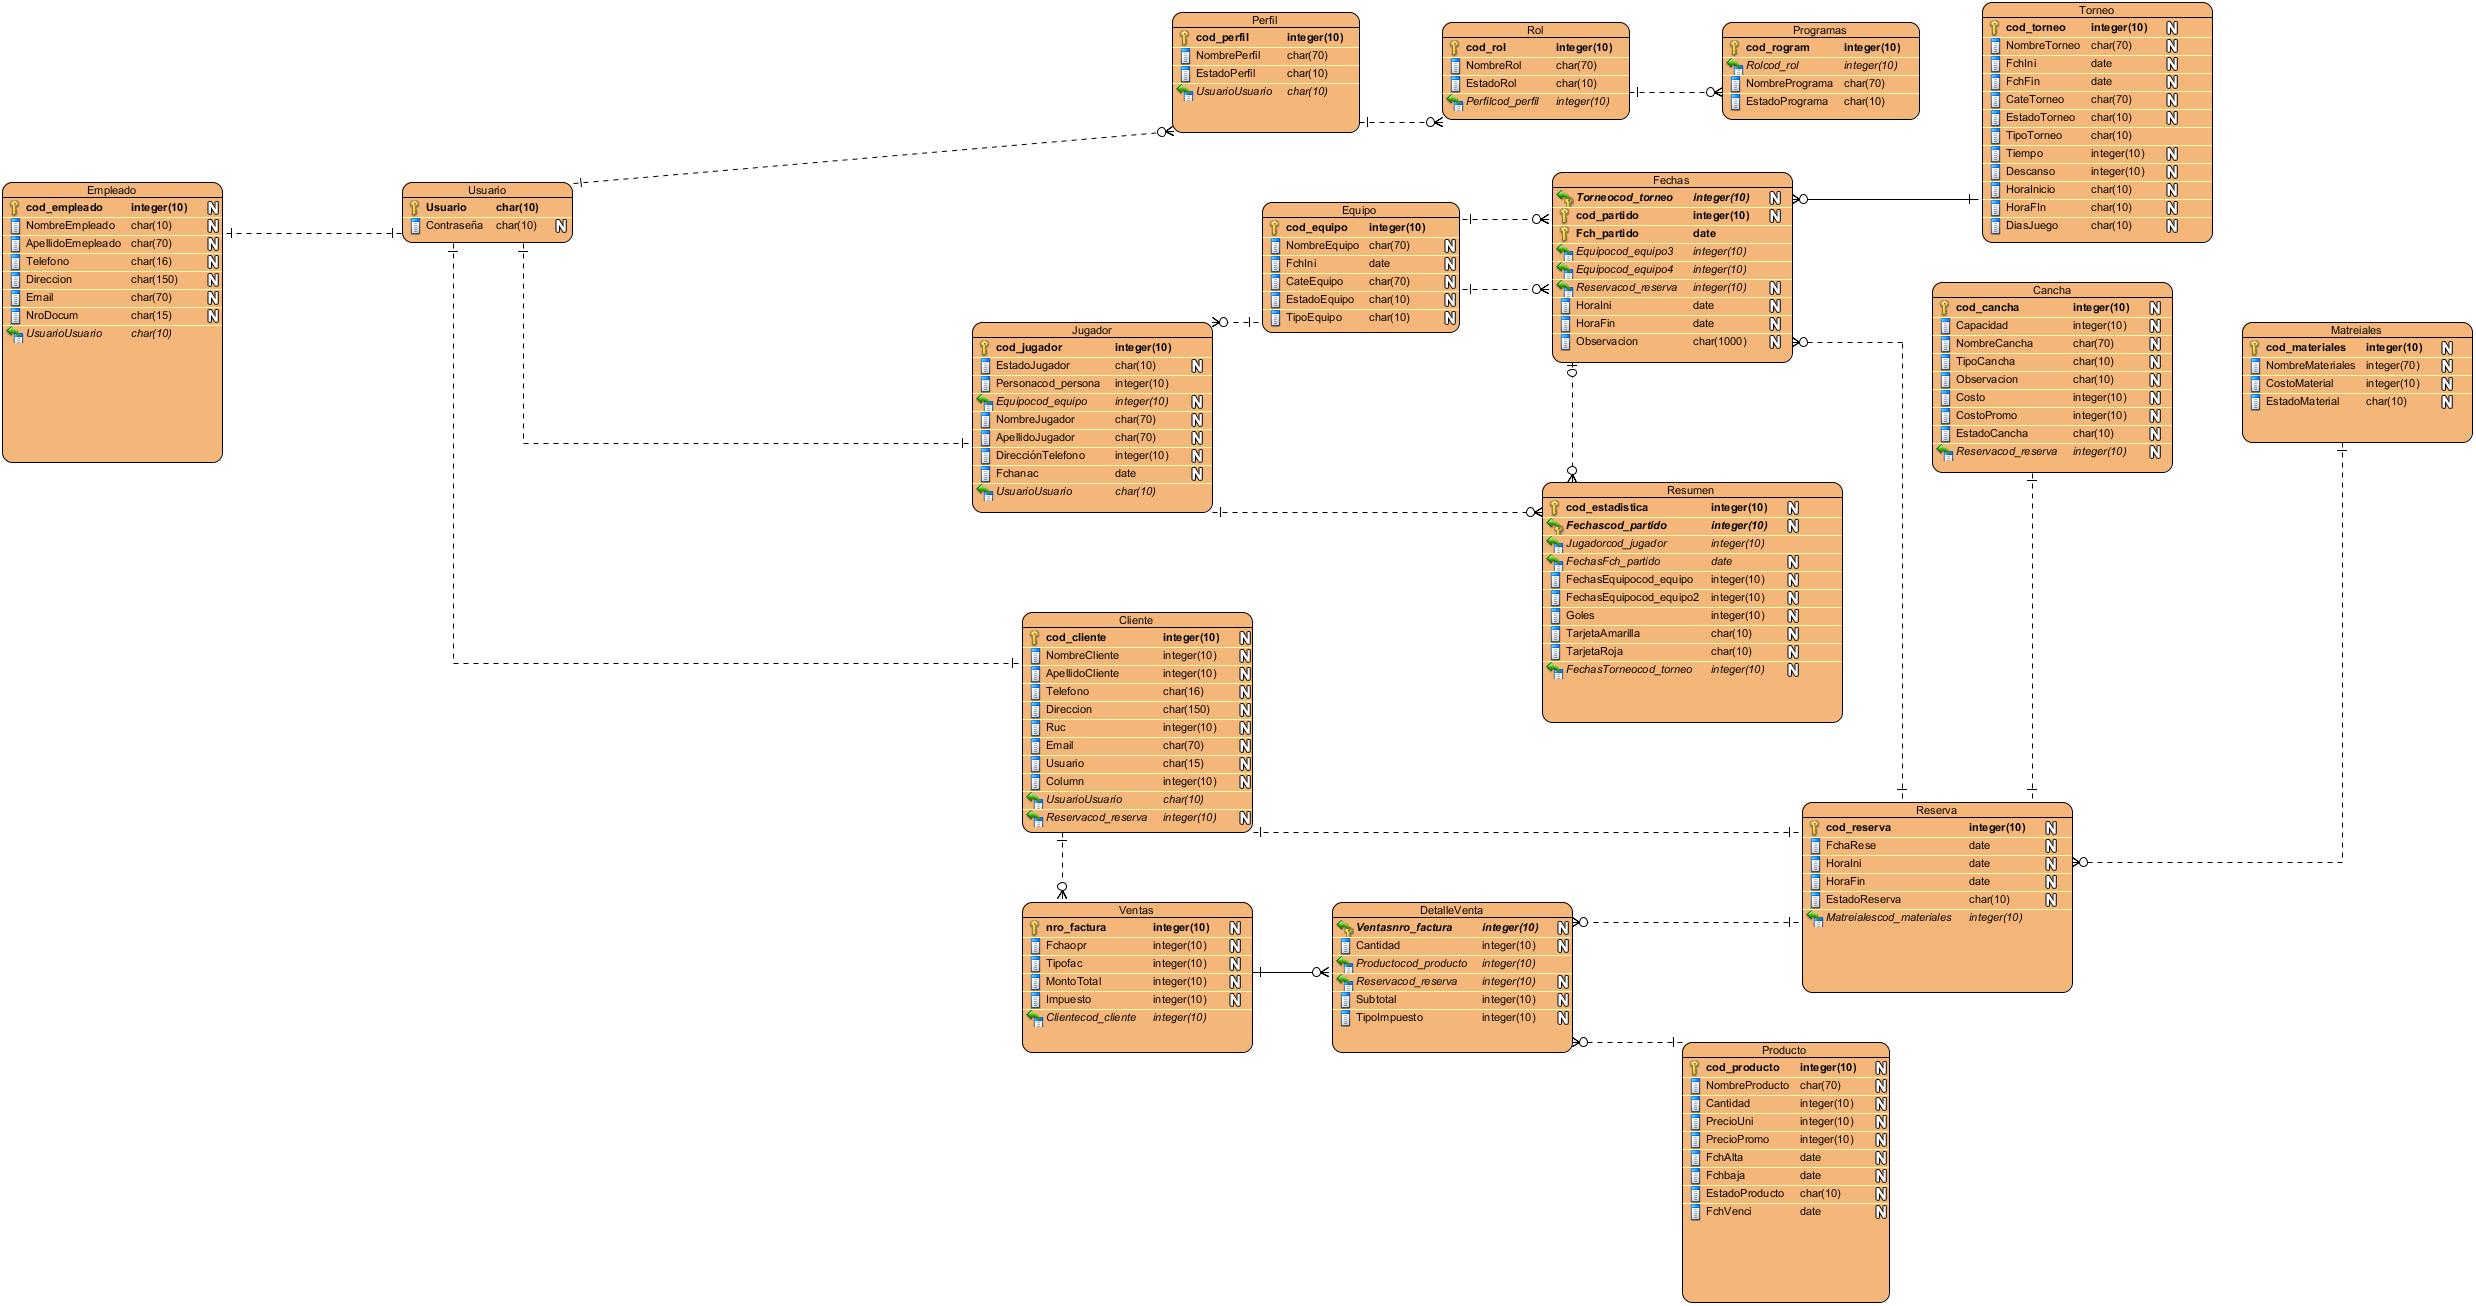 Perfil
cod_perfil integer(10)
NombrePerfil char(70)
EstadoPerfil char(10)
UsuarioUsuario char(10)
Rol
cod_rol integer(10)
NombreRol char(70)
EstadoRol char(10)
Perfilcod_perfil integer(10)
Programas
cod_rogram integer(10)
Rolcod_rol integer(10)
NombrePrograma char(70)
EstadoPrograma char(10)
Torneo
cod_torneo integer(10) N
NombreTorneo char(70) N
FchIni date N
FchFin date N
CateTorneo char(70) N
EstadoTorneo char(10) N
TipoTorneo char(10)
Tiempo integer(10) N
Descanso integer(10) N
HoraInicio char(10) N
HoraFIn char(10) N
DiasJuego char(10) N
Empleado
cod_empleado integer(10) N
NombreEmpleado char(10) N
ApellidoEmepleado char(70) N
Telefono char(16) N
Direccion char(150) N
Email char(70) N
NroDocum char(15) N
UsuarioUsuario char(10)
Usuario
Usuario char(10)
Contraseña char(10) N
Equipo
cod_equipo integer(10)
NombreEquipo char(70) N
FchIni date N
CateEquipo char(70) N
EstadoEquipo char(10) N
TipoEquipo char(10) N
Fechas
Torneocod_torneo integer(10) N
cod_partido integer(10) N
Fch_partido date
Equipocod_equipo3 integer(10)
Equipocod_equipo4 integer(10)
Reservacod_reserva integer(10) N
HoraIni date N
HoraFin date N
Observacion char(1000) N
Cancha
cod_cancha integer(10) N
Capacidad integer(10) N
NombreCancha char(70) N
TipoCancha char(10) N
Observacion char(10) N
Costo integer(10) N
CostoPromo integer(10) N
EstadoCancha char(10) N
Reservacod_reserva integer(10) N
Matreiales
cod_materiales integer(10) N
NombreMateriales integer(70) N
CostoMaterial integer(10) N
EstadoMaterial char(10) N
Jugador
cod_jugador integer(10)
EstadoJugador char(10) N
Personacod_persona integer(10)
Equipocod_equipo integer(10) N
NombreJugador char(70) N
ApellidoJugador char(70) N
DirecciónTelefono integer(10) N
Fchanac date N
UsuarioUsuario char(10)
Resumen
cod_estadistica integer(10) N
Fechascod_partido integer(10) N
Jugadorcod_jugador integer(10)
FechasFch_partido date N
FechasEquipocod_equipo integer(10) N
FechasEquipocod_equipo2 integer(10) N
Goles integer(10) N
TarjetaAmarilla char(10) N
TarjetaRoja char(10) N
FechasTorneocod_torneo integer(10) N
Cliente
cod_cliente integer(10) N
NombreCliente integer(10) N
ApellidoCliente integer(10) N
Telefono char(16) N
Direccion char(150) N
Ruc integer(10) N
Email char(70) N
Usuario char(15) N
Column integer(10) N
UsuarioUsuario char(10)
Reservacod_reserva integer(10) N
Reserva
cod_reserva integer(10) N
FchaRese date N
HoraIni date N
HoraFin date N
EstadoReserva char(10) N
Matreialescod_materiales integer(10)
Ventas
nro_factura integer(10) N
Fchaopr integer(10) N
Tipofac integer(10) N
MontoTotal integer(10) N
Impuesto integer(10) N
Clientecod_cliente integer(10)
DetalleVenta
Ventasnro_factura integer(10) N
Cantidad integer(10) N
Productocod_producto integer(10)
Reservacod_reserva integer(10) N
Subtotal integer(10) N
TipoImpuesto integer(10) N
Producto
cod_producto integer(10) N
NombreProducto char(70) N
Cantidad integer(10) N
PrecioUni integer(10) N
PrecioPromo integer(10) N
FchAlta date N
Fchbaja date N
EstadoProducto char(10) N
FchVenci date N